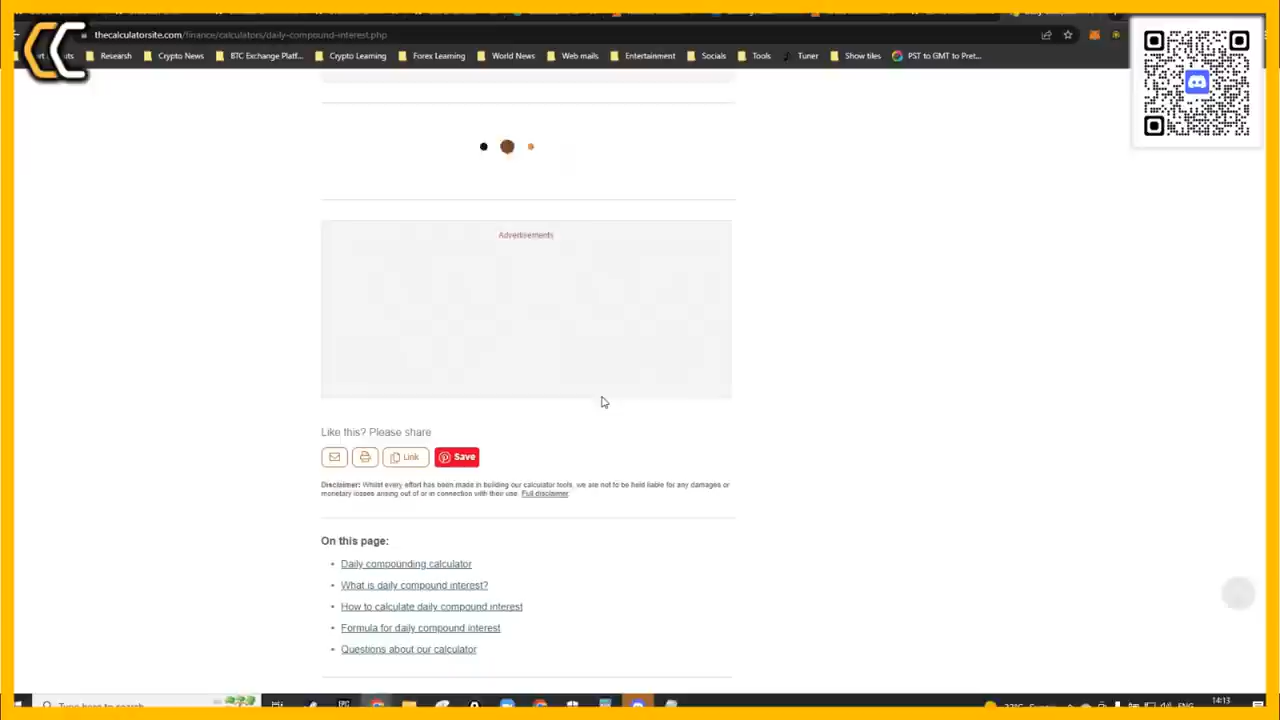 thecalculatorsite.com/finance/calculators/daily-compound-interest.php
Research Crypto News BTC Exchange Platf... Crypto Learning Forex Learning World News Web mails Entertainment Socials Tools Tuner Show tiles PST to GMT to Pret...
Advertisements
Like this? Please share
Link Save
Disclaimer: Whilst every effort has been made in building our calculator tools, we are not to be held liable for any damages or
monetary losses arising out of or in connection with their use. Full disclaimer.
On this page:
• Daily compounding calculator
• What is daily compound interest?
• How to calculate daily compound interest
• Formula for daily compound interest
• Questions about our calculator
Type here to search
ENG 14:13